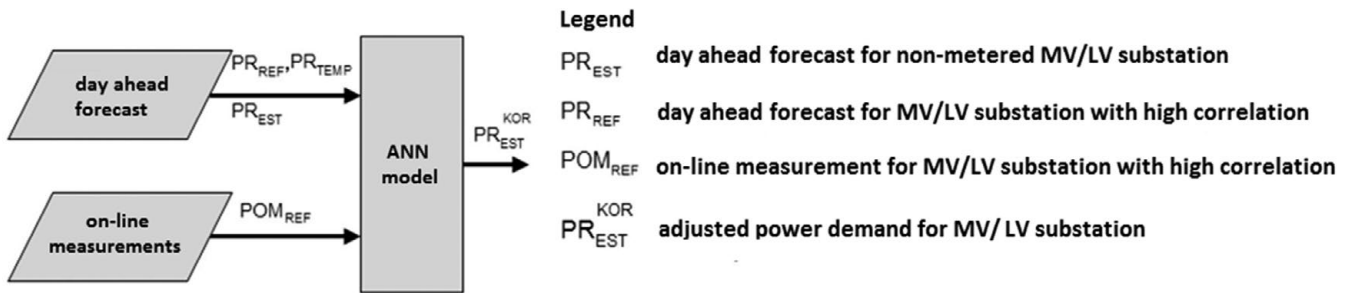 Legend
day ahead
forecast
PR_REF, PR_TEMP
PR_EST
ANN
model
PR_EST^KOR
on-line
measurements
POM_REF
PR_EST day ahead forecast for non-metered MV/LV substation
PR_REF day ahead forecast for MV/LV substation with high correlation
POM_REF on-line measurement for MV/LV substation with high correlation
PR_EST^KOR adjusted power demand for MV/ LV substation